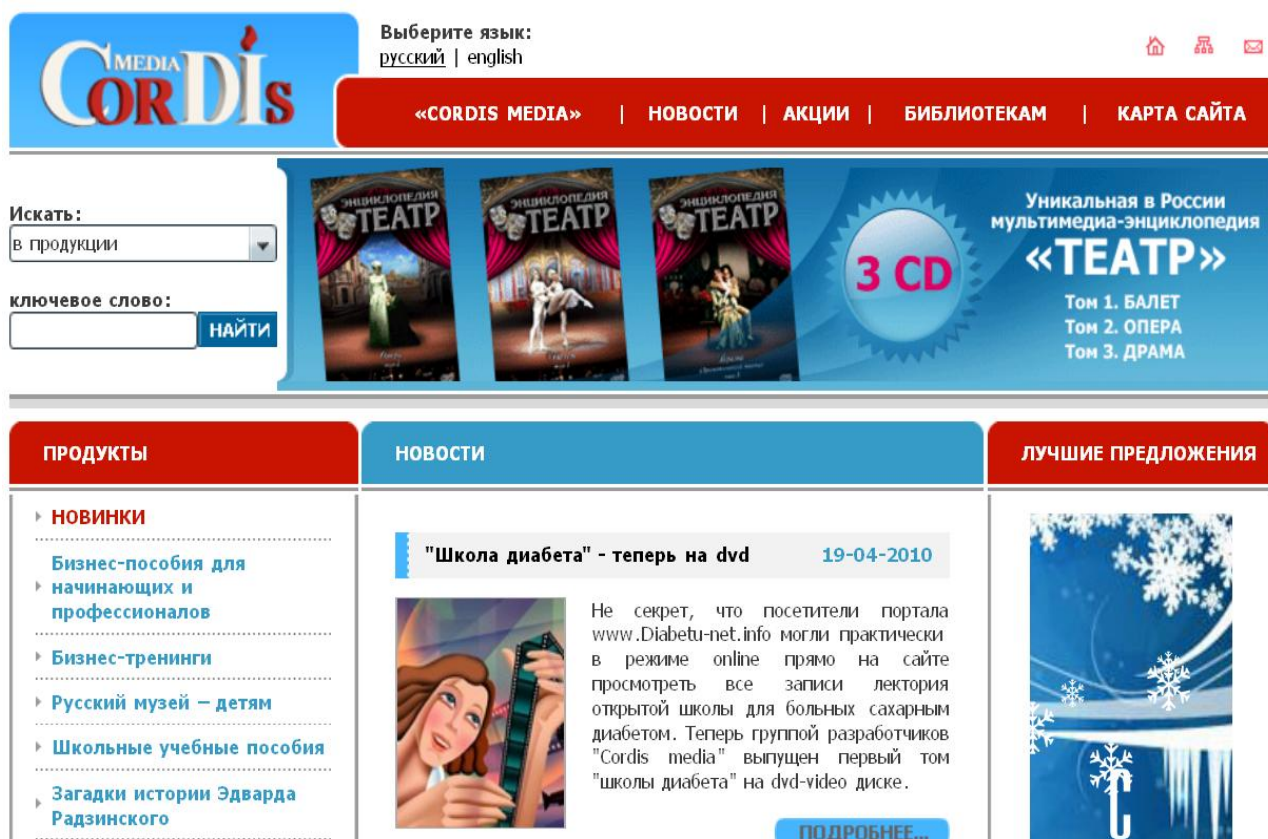 CORDIS
MEDIA
Выберите язык:
русский | english
«CORDIS MEDIA» | НОВОСТИ | АКЦИИ | БИБЛИОТЕКАМ | КАРТА САЙТА
Искать:
в продукции
ключевое слово:
НАЙТИ
ЭНЦИКЛОПЕДИЯ
ТЕАТР
ЭНЦИКЛОПЕДИЯ
ТЕАТР
ЭНЦИКЛОПЕДИЯ
ТЕАТР
3 CD
Уникальная в России
мультимедиа-энциклопедия
«ТЕАТР»
Том 1. БАЛЕТ
Том 2. ОПЕРА
Том 3. ДРАМА
ПРОДУКТЫ
НОВИНКИ
Бизнес-пособия для
начинающих и
профессионалов
Бизнес-тренинги
Русский музей – детям
Школьные учебные пособия
Загадки истории Эдварда
Радзинского
НОВОСТИ
"Школа диабета" - теперь на dvd 19-04-2010
Не секрет, что посетители портала
www.Diabetu-net.info могли практически
в режиме online прямо на сайте
просмотреть все записи лектория
открытой школы для больных сахарным
диабетом. Теперь группой разработчиков
"Cordis media" выпущен первый том
"школы диабета" на dvd-video диске.
ПОДРОБНЕЕ...
ЛУЧШИЕ ПРЕДЛОЖЕНИЯ